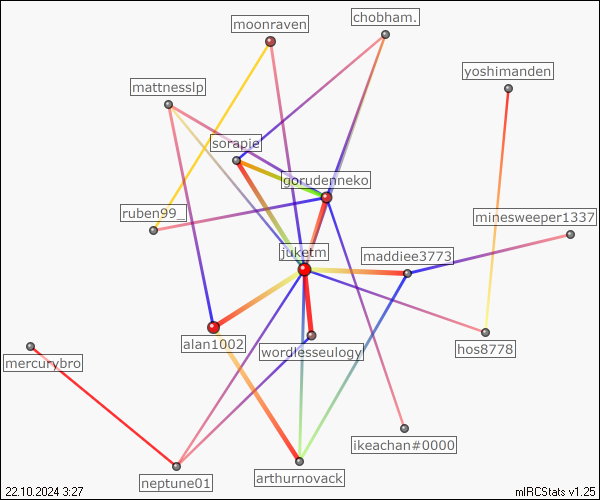 chobham.
moonraven
yoshimanden
mattnesslp
sorapie
gorudenneko
ruben99_
minesweeper1337
juketm
maddiee3773
alan1002
wordlesseulogy
hos8778
mercurybro
ikeachan#0000
neptune01
arthurnovack
22.10.2024 3:27
mIRCStats v1.25